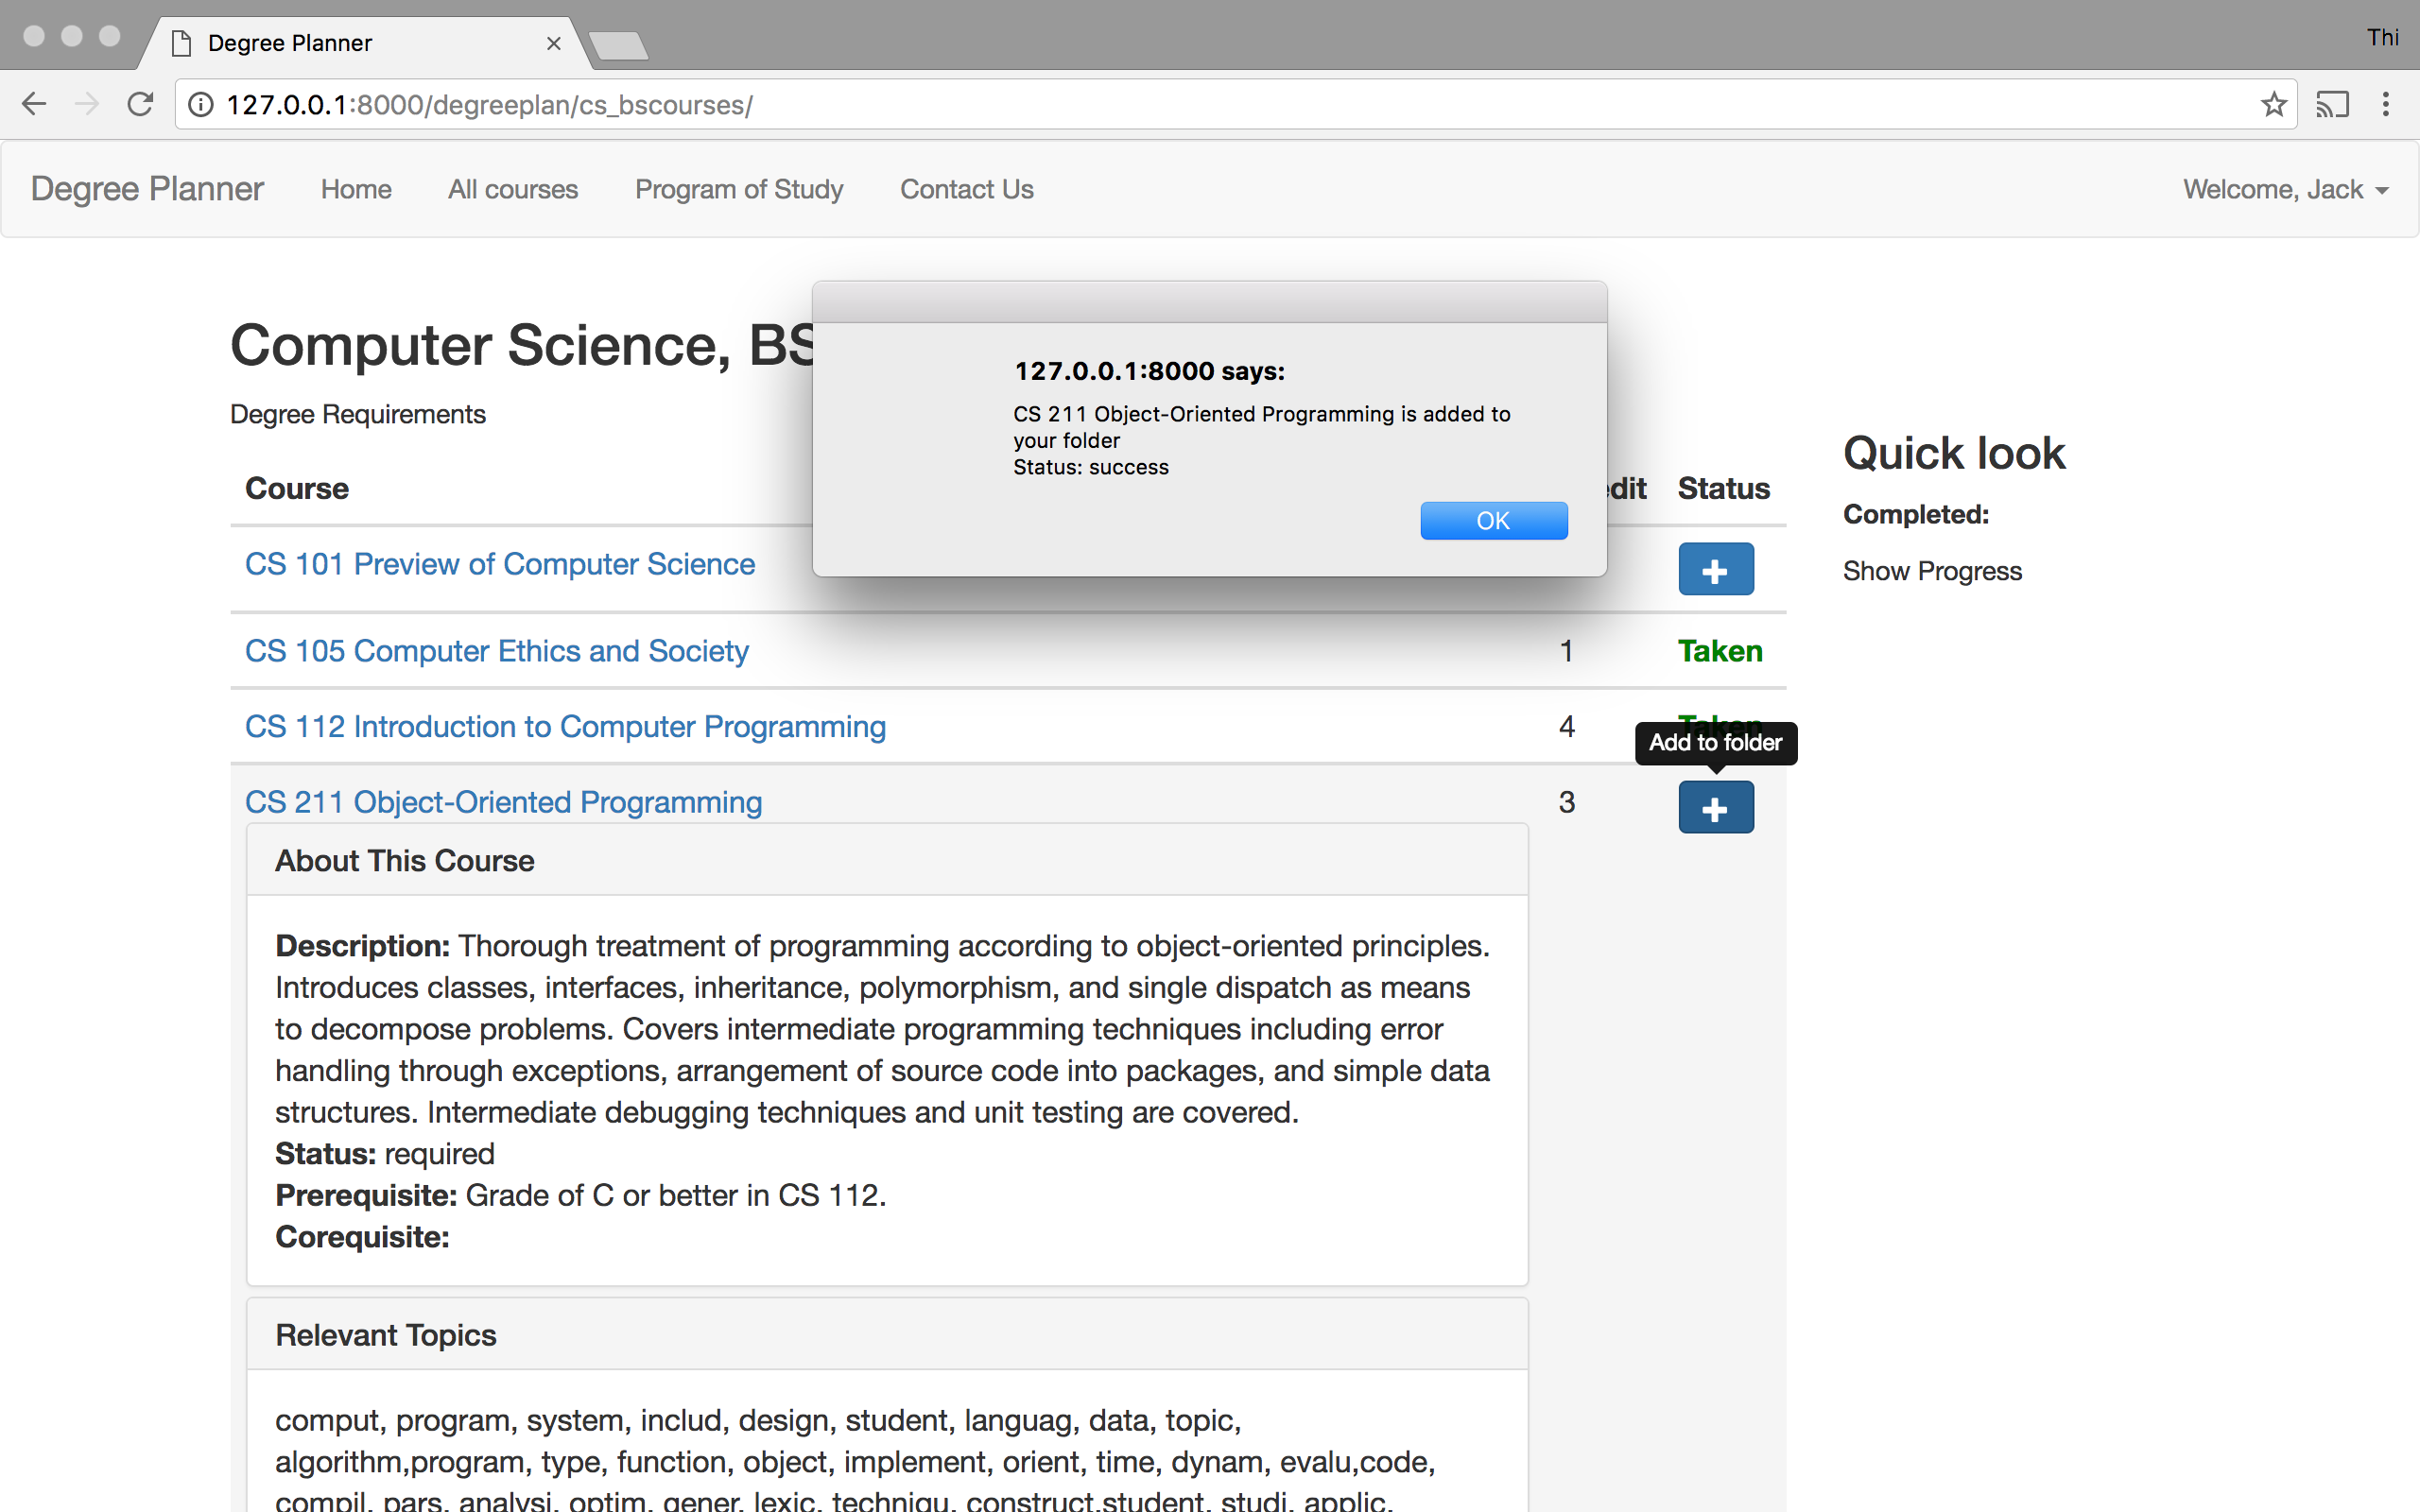 Degree Planner
Thi
127.0.0.1:8000/degreeplan/cs_bscourses/
Degree Planner Home All courses Program of Study Contact Us Welcome, Jack
Computer Science, BS
Degree Requirements
127.0.0.1:8000 says:
CS 211 Object-Oriented Programming is added to
your folder
Status: success
OK
Quick look
Completed:
Show Progress
Course edit Status
CS 101 Preview of Computer Science
CS 105 Computer Ethics and Society 1 Taken
CS 112 Introduction to Computer Programming 4 Taken
Add to folder
CS 211 Object-Oriented Programming 3
About This Course
Description: Thorough treatment of programming according to object-oriented principles.
Introduces classes, interfaces, inheritance, polymorphism, and single dispatch as means
to decompose problems. Covers intermediate programming techniques including error
handling through exceptions, arrangement of source code into packages, and simple data
structures. Intermediate debugging techniques and unit testing are covered.
Status: required
Prerequisite: Grade of C or better in CS 112.
Corequisite:
Relevant Topics
comput, program, system, includ, design, student, languag, data, topic,
algorithm,program, type, function, object, implement, orient, time, dynam, evalu,code,
compil, pars, analysi, optim, gener, lexic, techniqu, construct,student, studi, applic,